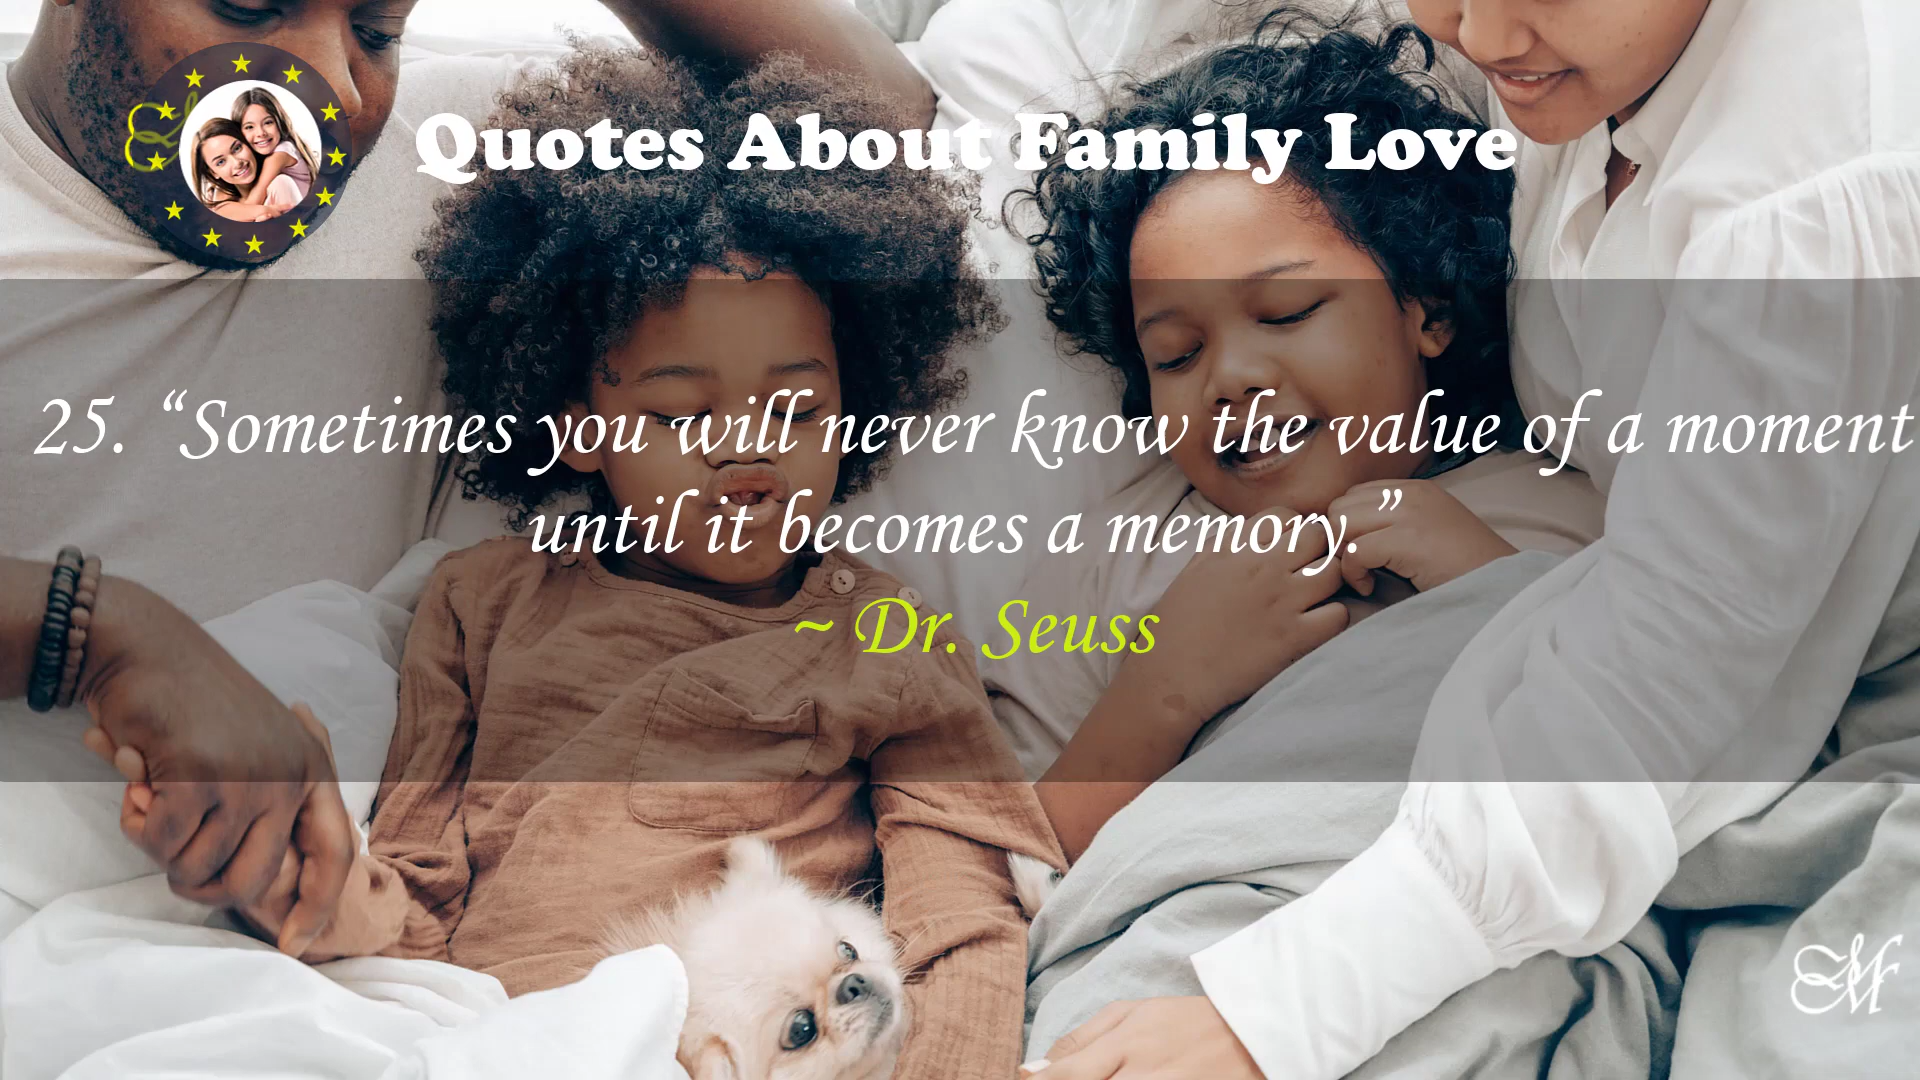 Quotes About Family Love
25. “Sometimes you will never know the value of a moment
until it becomes a memory.”
~ Dr. Seuss